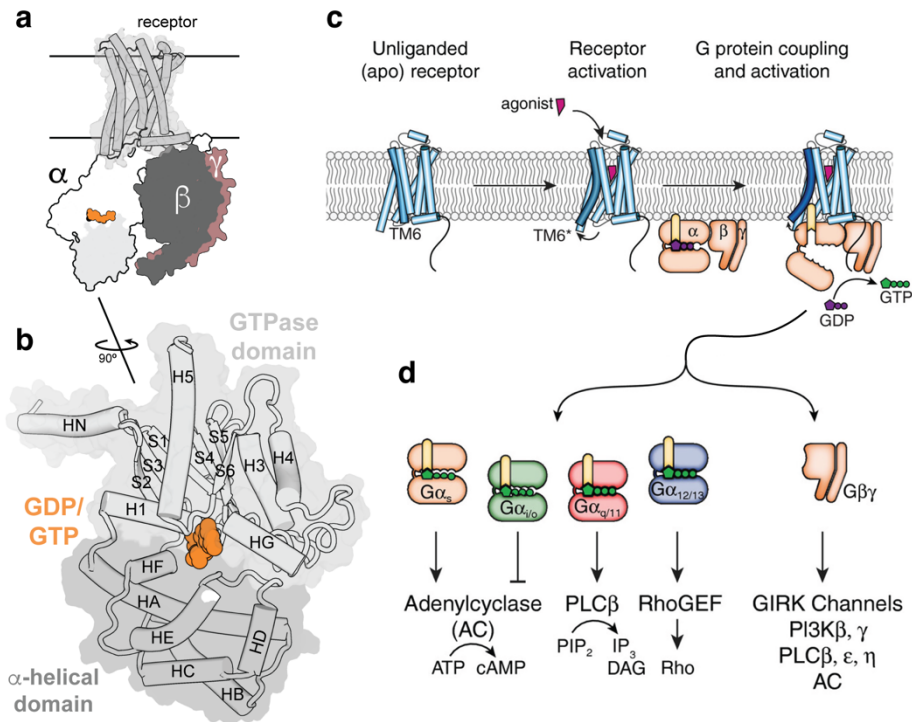 a
receptor
α
β
γ
b
90°
GTPase
domain
H5
HN
S1
S5
S3
S4
S6
H3
H4
S2
GDP/
GTP
H1
HG
HF
HA
HE
HD
HC
HB
α-helical
domain
c
Unliganded
(apo) receptor
Receptor
activation
G protein coupling
and activation
agonist
TM6
TM6*
α
β
γ
GTP
GDP
d
Gαs
Gαi/o
Gαq/11
Gα12/13
Gβγ
Adenylcyclase
(AC)
ATP cAMP
PLCβ
PIP2 IP3
DAG
RhoGEF
Rho
GIRK Channels
PI3Kβ, γ
PLCβ, ε, η
AC